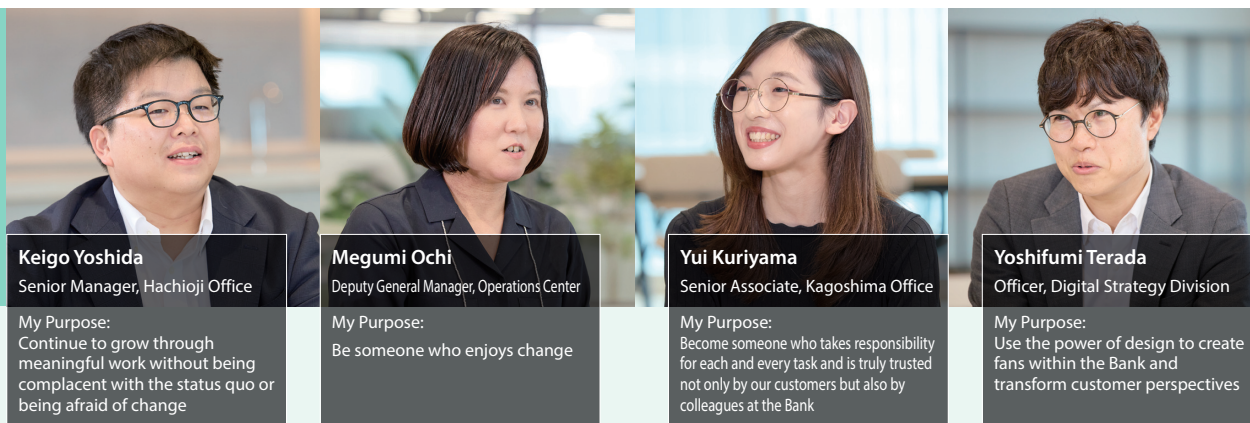 Keigo Yoshida
Senior Manager, Hachioji Office
My Purpose:
Continue to grow through
meaningful work without being
complacent with the status quo or
being afraid of change
Megumi Ochi
Deputy General Manager, Operations Center
My Purpose:
Be someone who enjoys change
Yui Kuriyama
Senior Associate, Kagoshima Office
My Purpose:
Become someone who takes responsibility
for each and every task and is truly trusted
not only by our customers but also by
colleagues at the Bank
Yoshifumi Terada
Officer, Digital Strategy Division
My Purpose:
Use the power of design to create
fans within the Bank and
transform customer perspectives